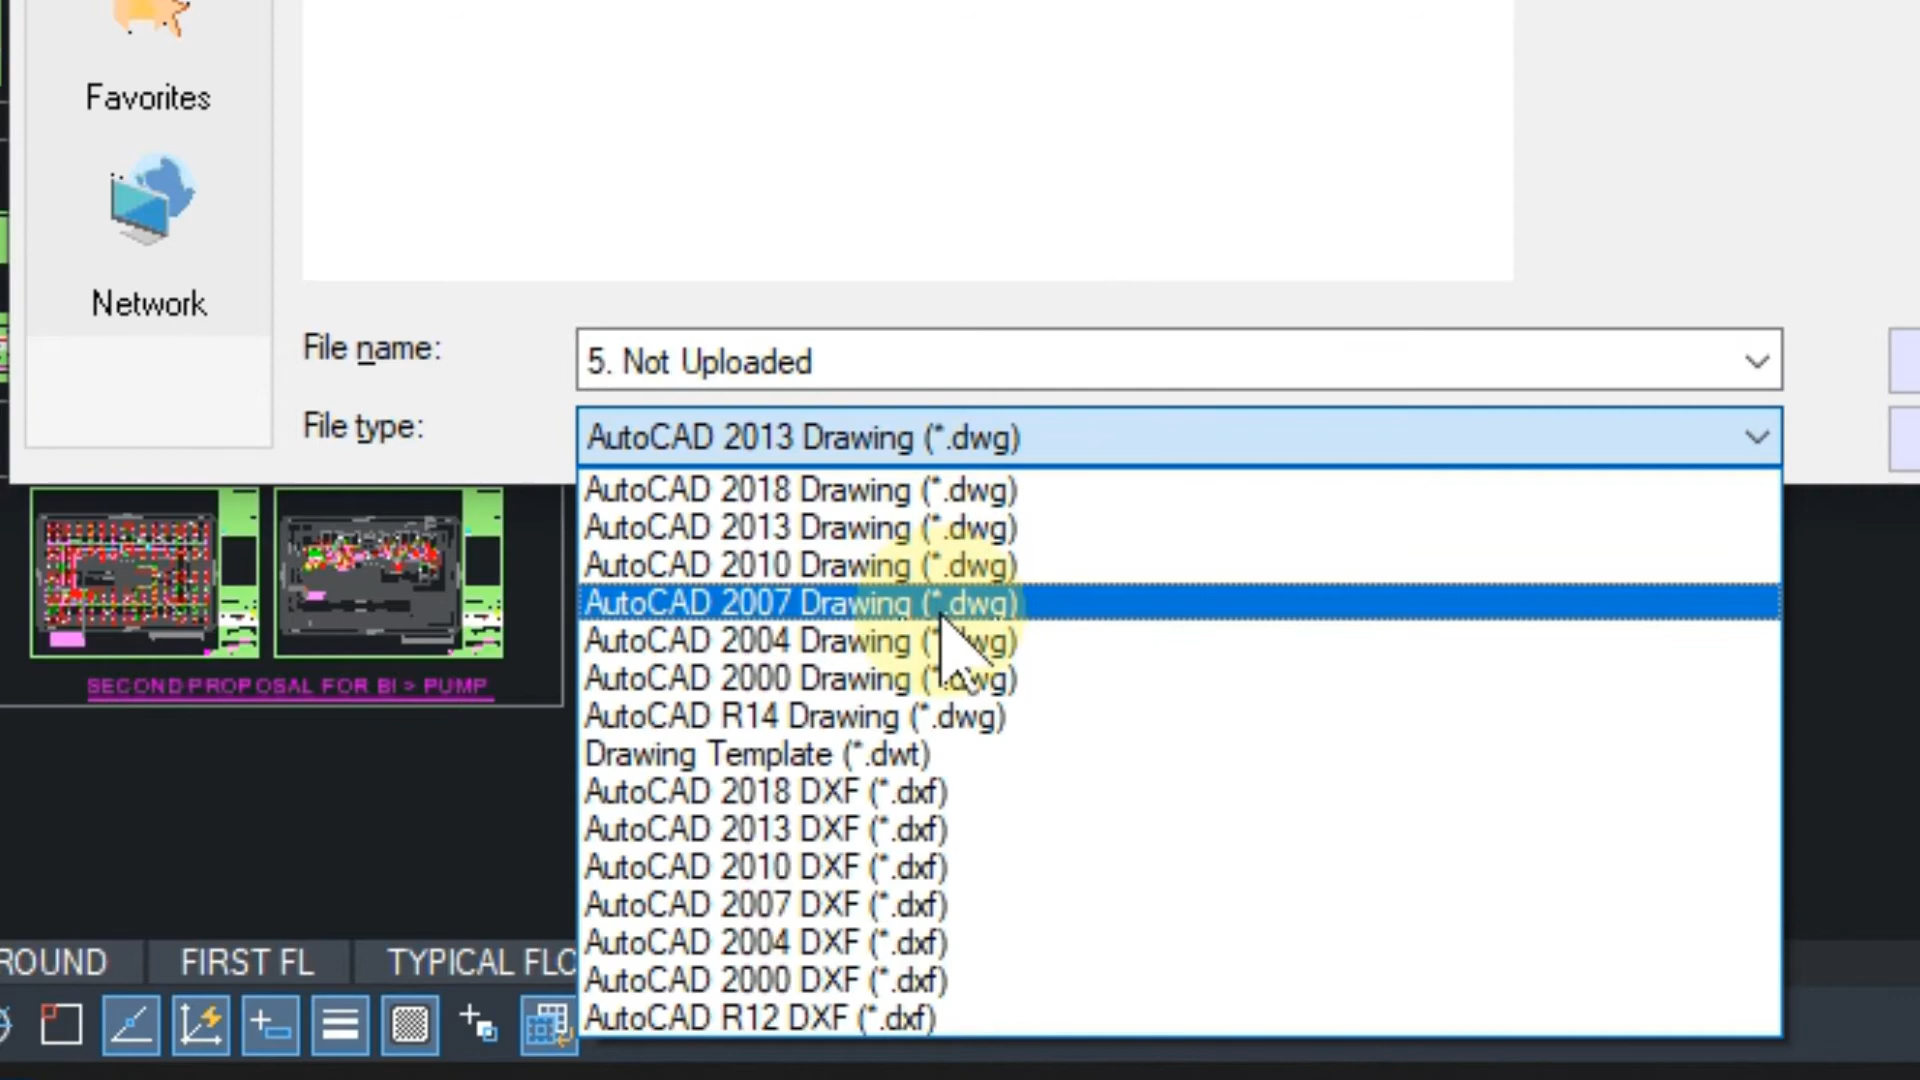 Favorites
Network
File name:
5. Not Uploaded
File type:
AutoCAD 2013 Drawing (*.dwg)
AutoCAD 2018 Drawing (*.dwg)
AutoCAD 2013 Drawing (*.dwg)
AutoCAD 2010 Drawing (*.dwg)
AutoCAD 2007 Drawing (*.dwg)
AutoCAD 2004 Drawing (*.dwg)
AutoCAD 2000 Drawing (*.dwg)
AutoCAD R14 Drawing (*.dwg)
Drawing Template (*.dwt)
AutoCAD 2018 DXF (*.dxf)
AutoCAD 2013 DXF (*.dxf)
AutoCAD 2010 DXF (*.dxf)
AutoCAD 2007 DXF (*.dxf)
AutoCAD 2004 DXF (*.dxf)
AutoCAD 2000 DXF (*.dxf)
AutoCAD R12 DXF (*.dxf)
SECOND PROPOSAL FOR BI > PUMP
ROUND
FIRST FL
TYPICAL FLO